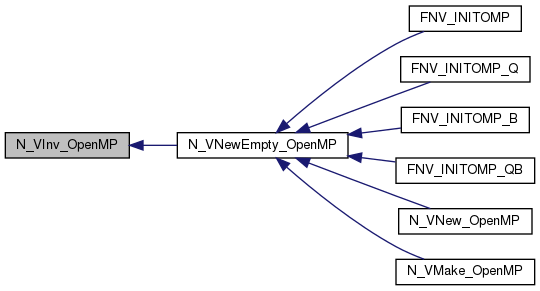 N_VInv_OpenMP
N_VNewEmpty_OpenMP
FNV_INITOMP
FNV_INITOMP_Q
FNV_INITOMP_B
FNV_INITOMP_QB
N_VNew_OpenMP
N_VMake_OpenMP